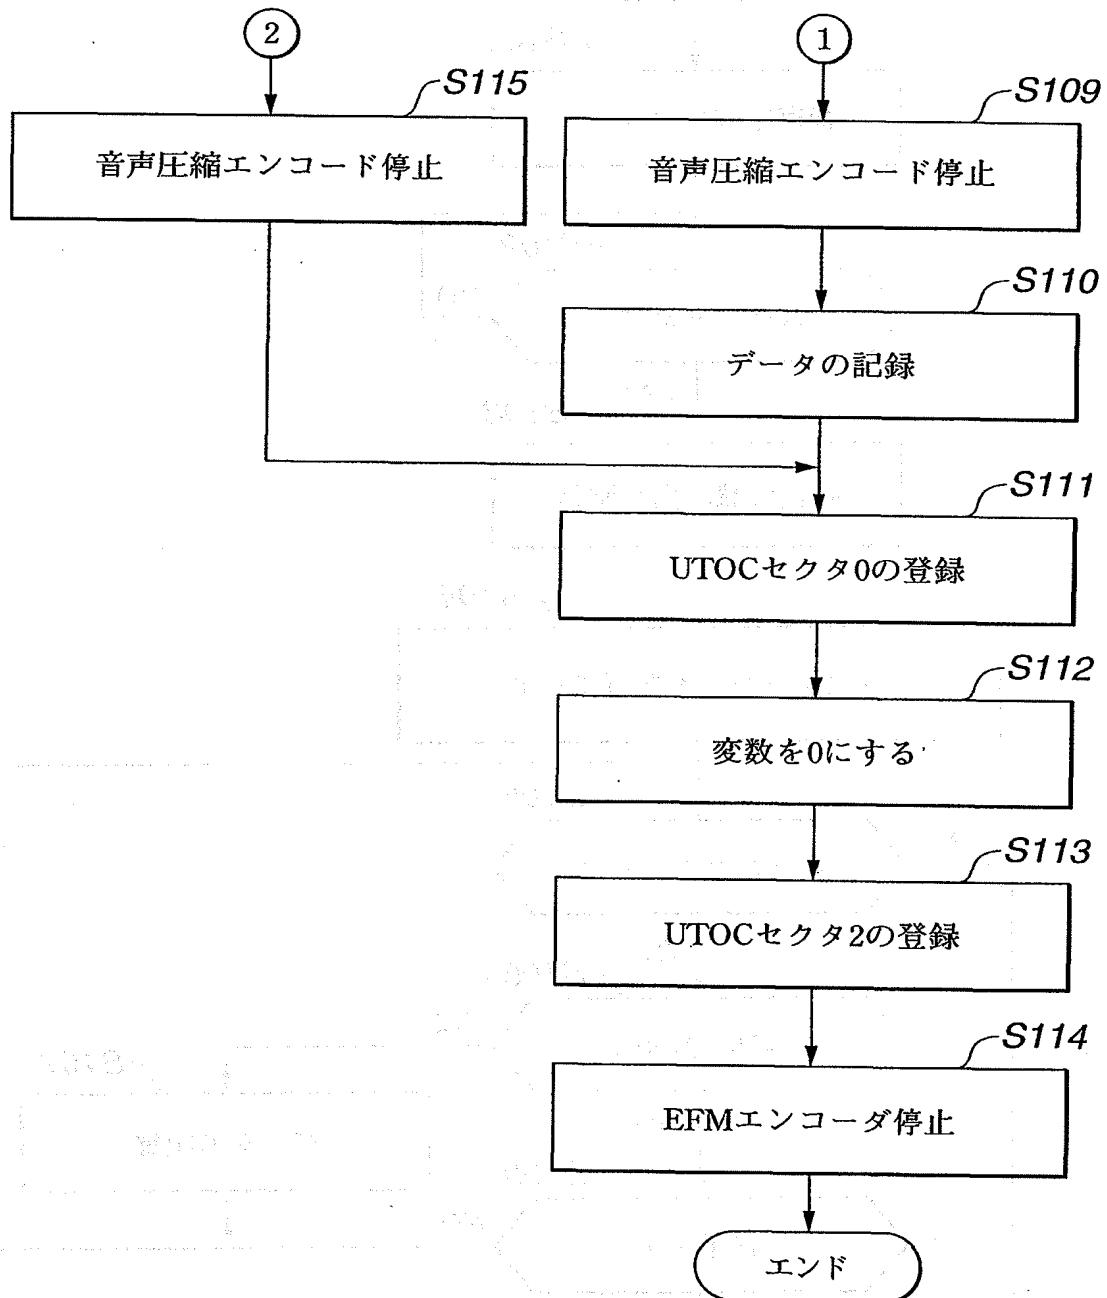 2
1
S115
S109
音声圧縮エンコード停止
音声圧縮エンコード停止
S110
データの記録
S111
UTOCセクタ0の登録
S112
変数を0にする
S113
UTOCセクタ2の登録
S114
EFMエンコーダ停止
エンド